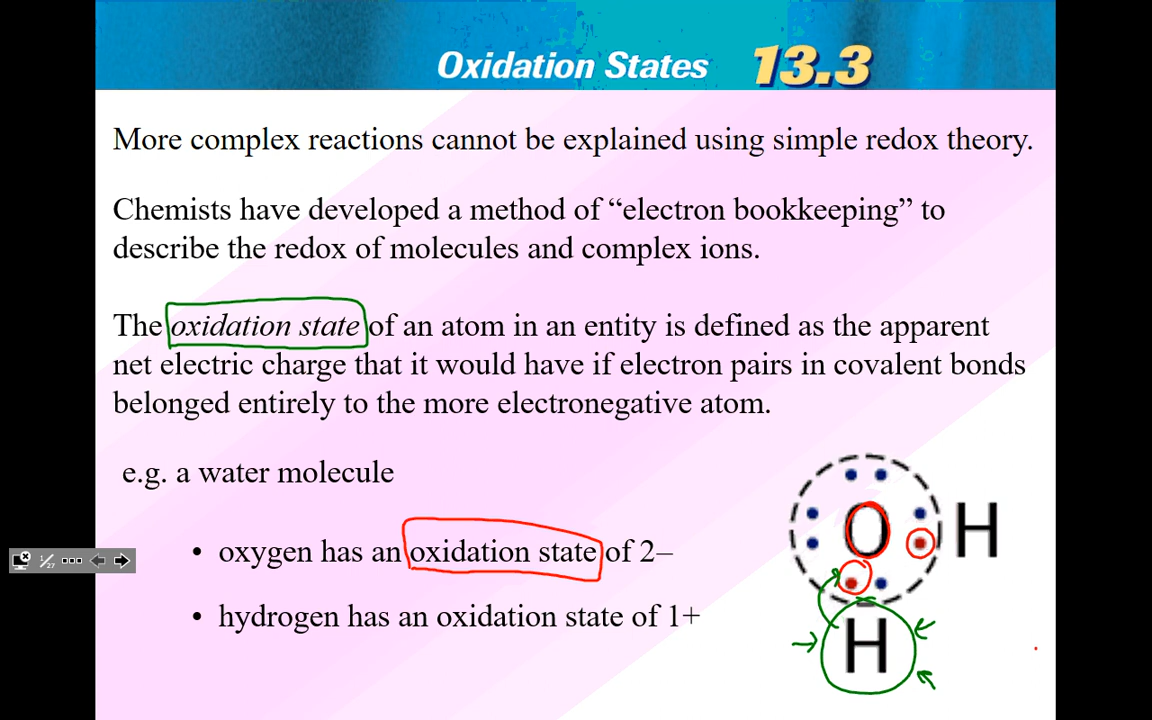 Oxidation States 13.3
More complex reactions cannot be explained using simple redox theory.
Chemists have developed a method of “electron bookkeeping” to
describe the redox of molecules and complex ions.
The oxidation state of an atom in an entity is defined as the apparent
net electric charge that it would have if electron pairs in covalent bonds
belonged entirely to the more electronegative atom.
e.g. a water molecule
• oxygen has an oxidation state of 2–
• hydrogen has an oxidation state of 1+
O H
H
1/27